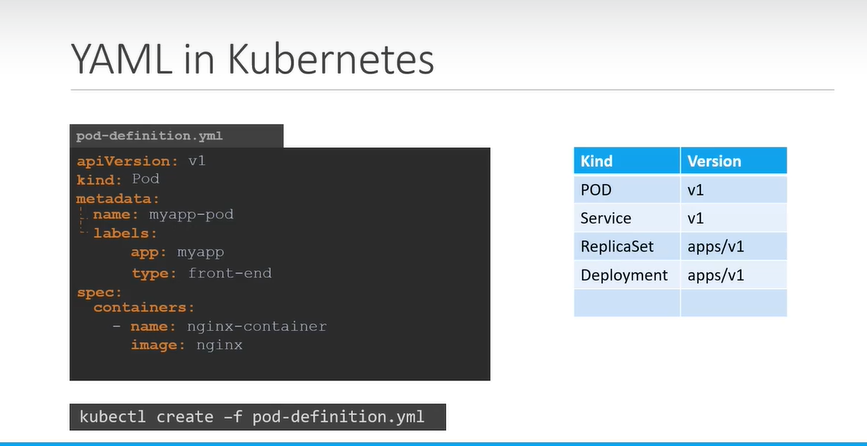 YAML in Kubernetes
pod-definition.yml
apiVersion: v1
kind: Pod
metadata:
name: myapp-pod
labels:
app: myapp
type: front-end
spec:
containers:
- name: nginx-container
image: nginx
kubectl create –f pod-definition.yml
Kind Version
POD v1
Service v1
ReplicaSet apps/v1
Deployment apps/v1